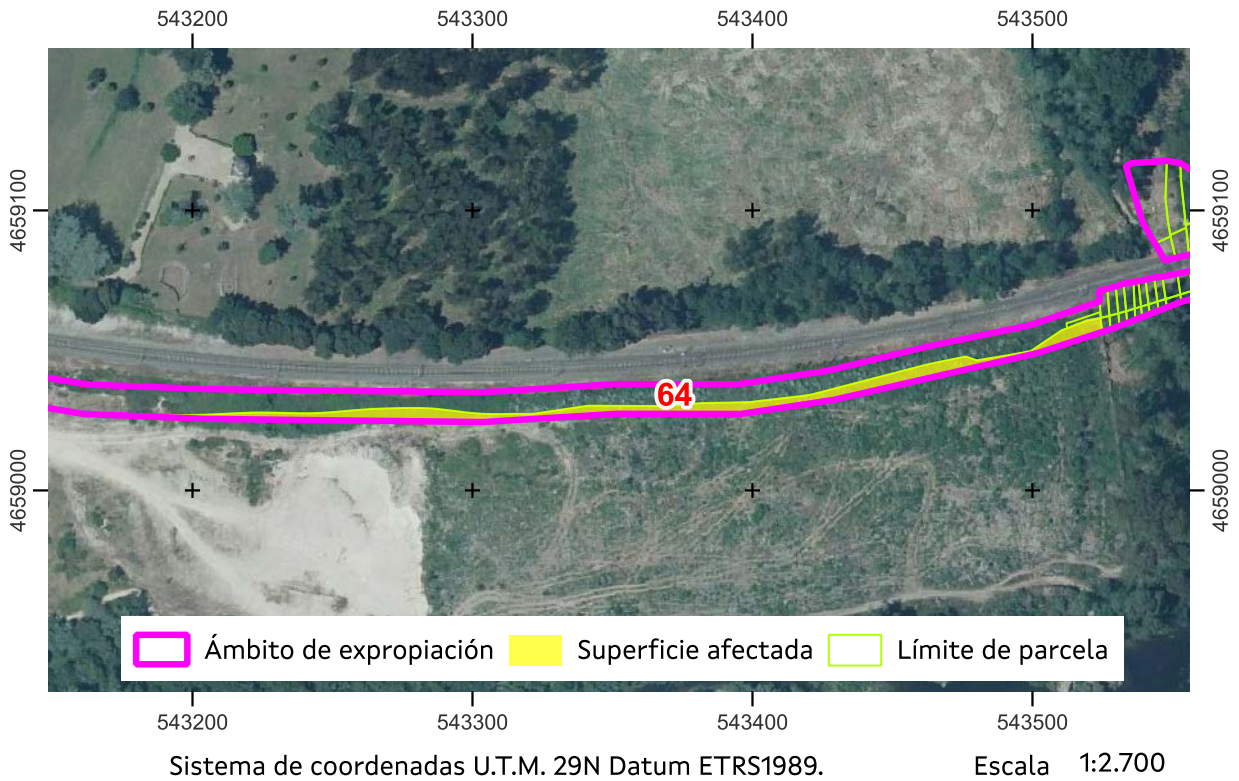 543200 543300 543400 543500
4659100 4659100
64
4659000 4659000
Ámbito de expropiación Superficie afectada Límite de parcela
543200 543300 543400 543500
Sistema de coordenadas U.T.M. 29N Datum ETRS1989. Escala 1:2.700